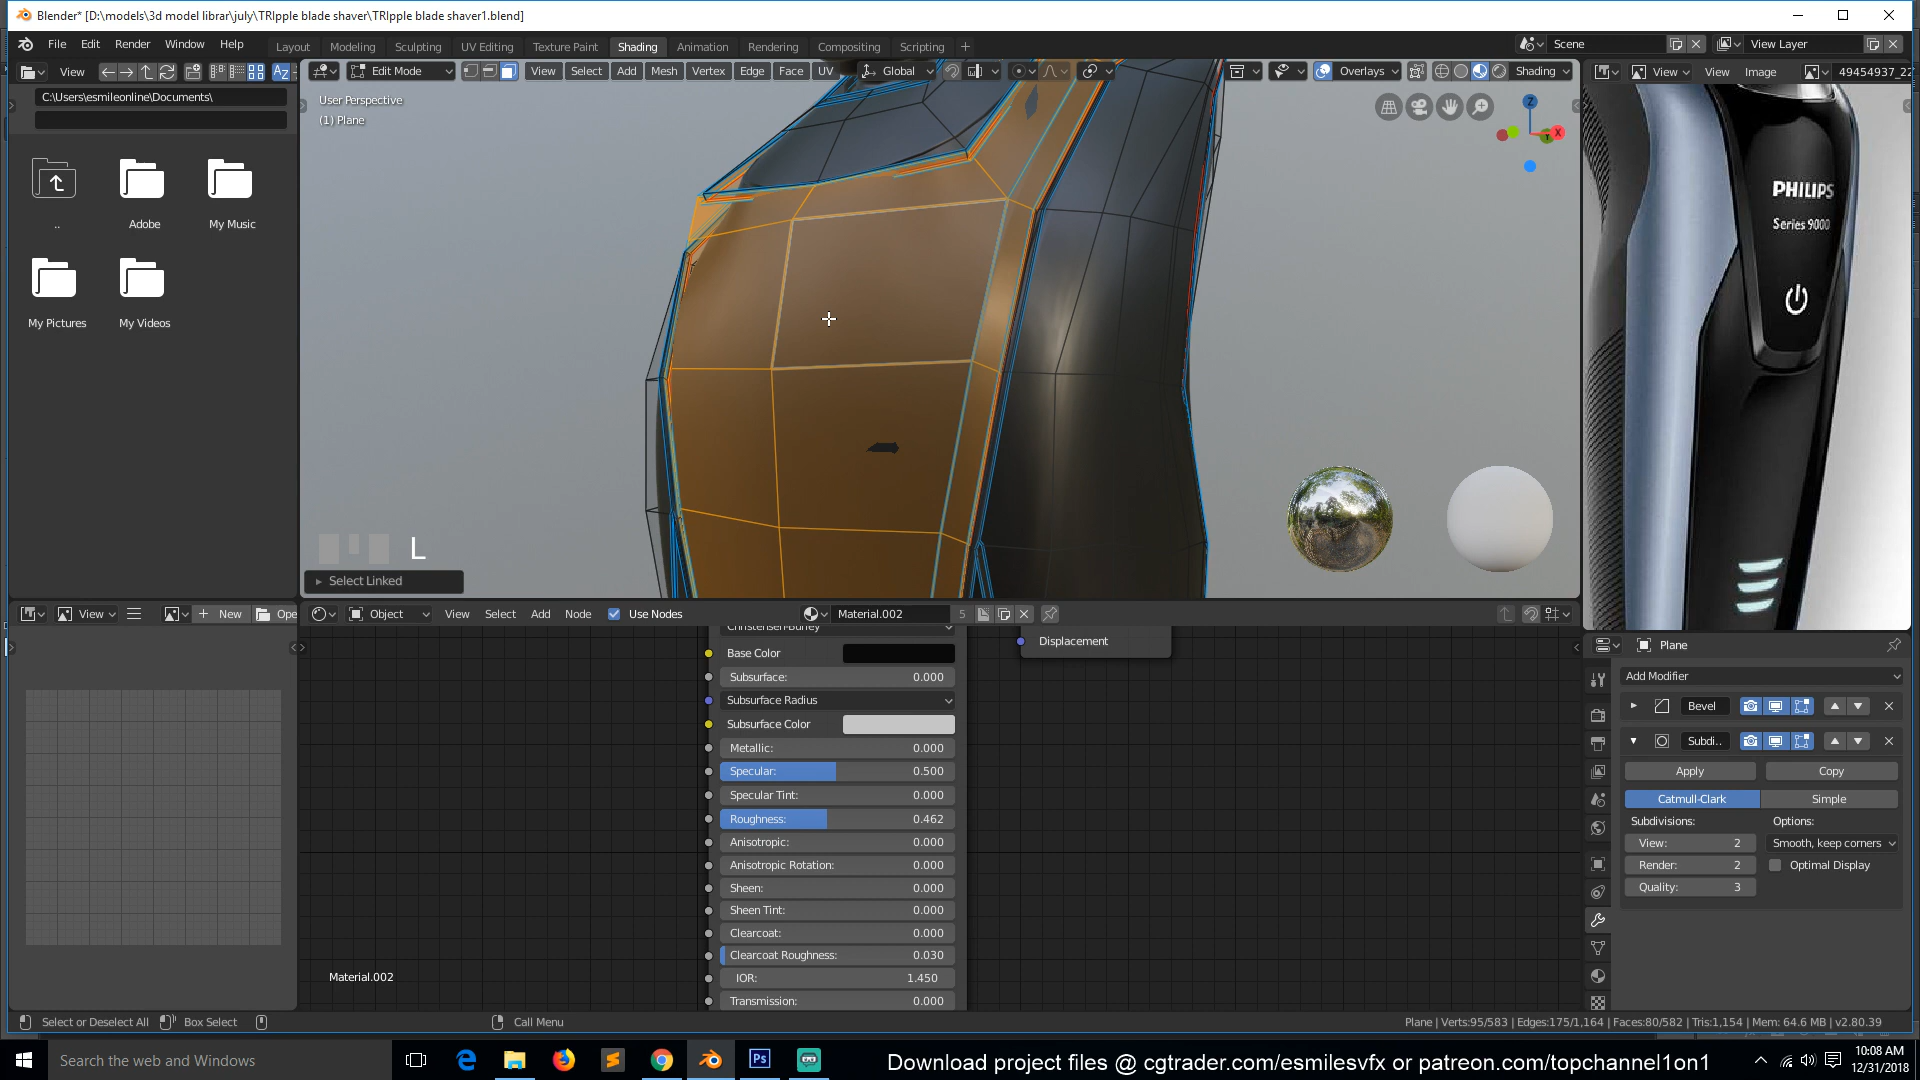 Blender* [D:\models\3d model librar\july\TRIpple blade shaver\TRIpple blade shaver1.blend]
File Edit Render Window Help Layout Modeling Sculpting UV Editing Texture Paint Shading Animation Rendering Compositing Scripting + Scene View Layer
View Edit Mode View Select Add Mesh Vertex Edge Face UV Global Overlays Shading View View Image 49454937_22
C:\Users\esmileonline\Documents\
User Perspective
(1) Plane
Z
X
Y
..
Adobe
My Music
My Pictures
My Videos
PHILIPS
Series 9000
L
Select Linked
View New Ope Object View Select Add Node Use Nodes Material.002 5
Christensen-Burley
Base Color
Subsurface: 0.000
Subsurface Radius
Subsurface Color
Metallic: 0.000
Specular: 0.500
Specular Tint: 0.000
Roughness: 0.462
Anisotropic: 0.000
Anisotropic Rotation: 0.000
Sheen: 0.000
Sheen Tint: 0.000
Clearcoat: 0.000
Clearcoat Roughness: 0.030
IOR: 1.450
Transmission: 0.000
Displacement
Material.002
Plane
Add Modifier
Bevel
Subdi..
Apply Copy
Catmull-Clark Simple
Subdivisions: Options:
View: 2 Smooth, keep corners
Render: 2 Optimal Display
Quality: 3
Select or Deselect All Box Select Call Menu Plane | Verts:95/583 | Edges:175/1,164 | Faces:80/582 | Tris:1,154 | Mem: 64.6 MB | v2.80.39
Search the web and Windows
Download project files @ cgtrader.com/esmilesvfx or patreon.com/topchannel1on1
10:08 AM
12/31/2018